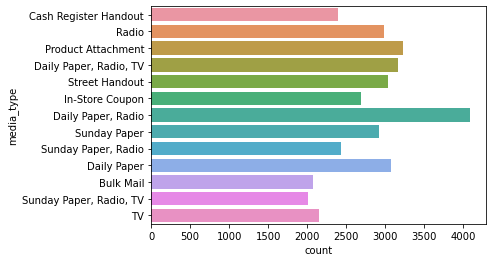 Cash Register Handout
Radio
Product Attachment
Daily Paper, Radio, TV
Street Handout
In-Store Coupon
Daily Paper, Radio
Sunday Paper
Sunday Paper, Radio
Daily Paper
Bulk Mail
Sunday Paper, Radio, TV
TV
media_type
0 500 1000 1500 2000 2500 3000 3500 4000
count